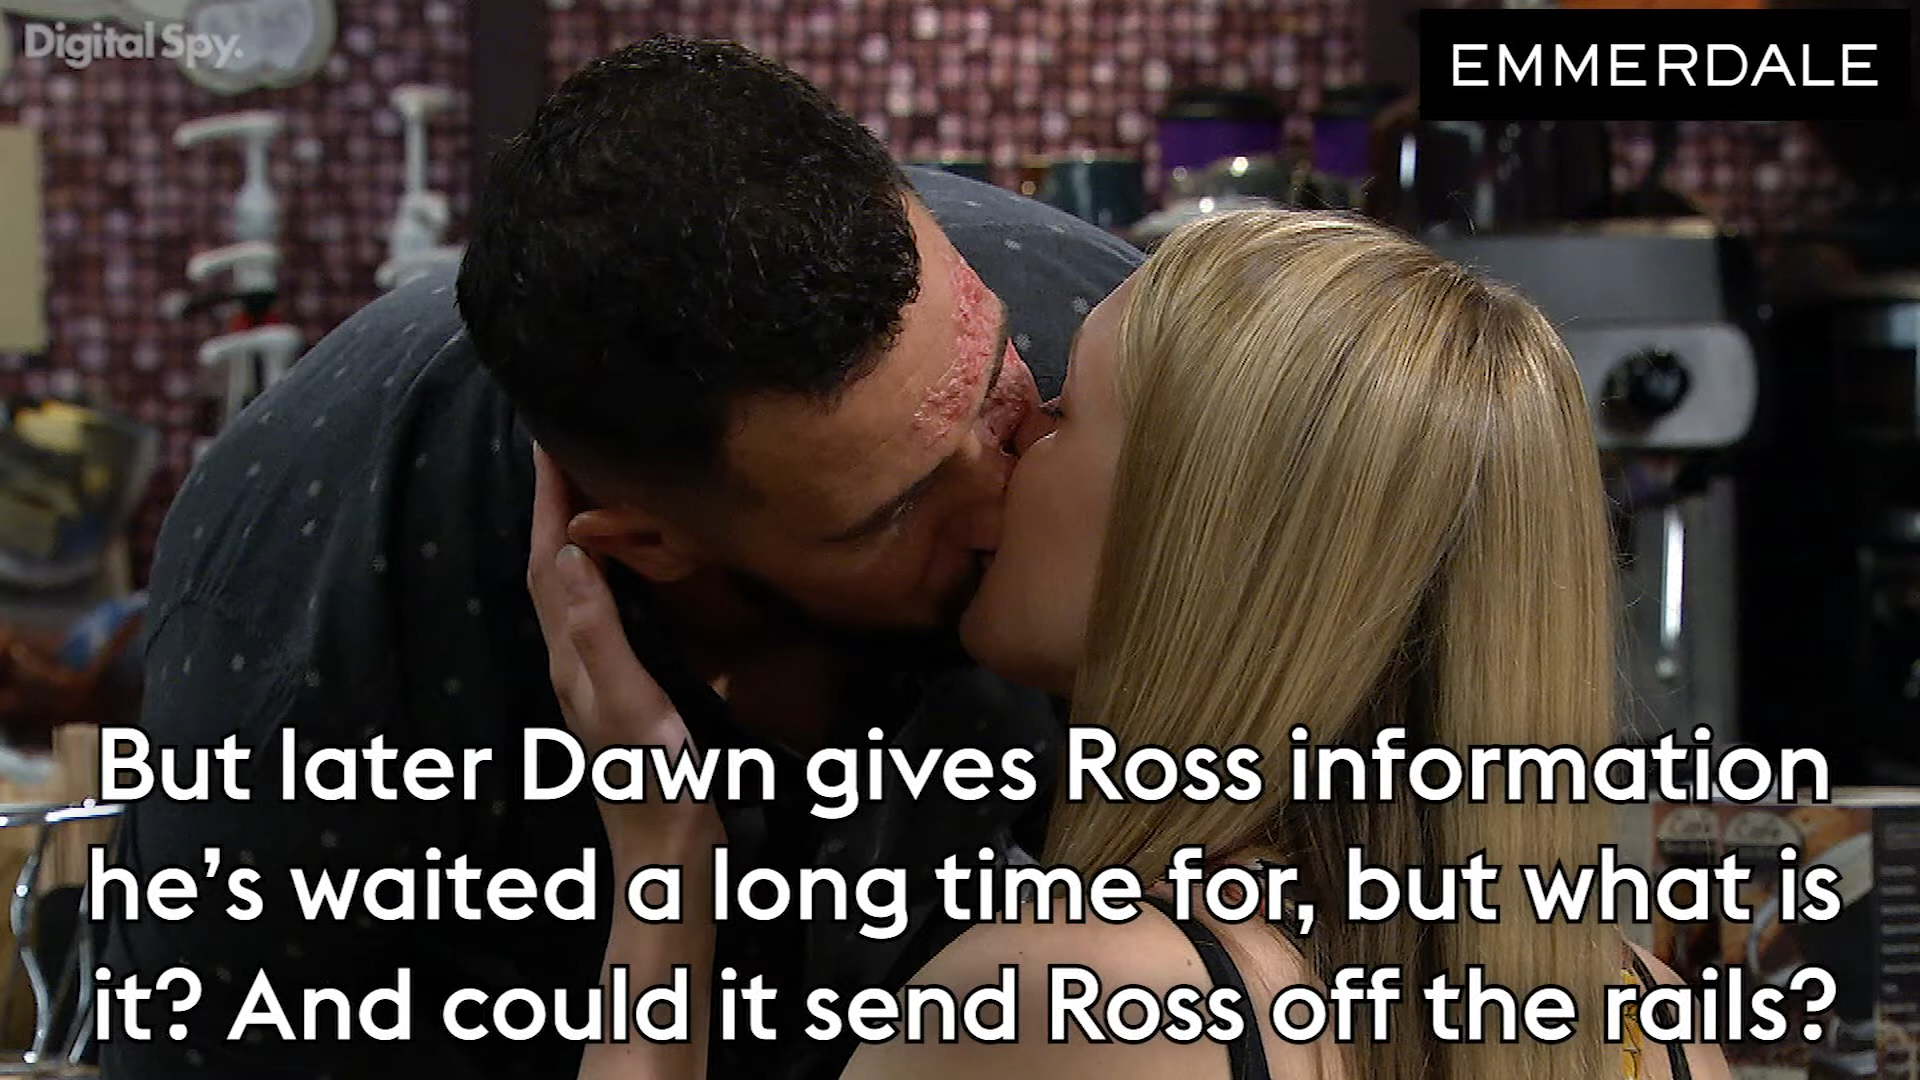 Digital Spy.
EMMERDALE
But later Dawn gives Ross information
he's waited a long time for, but what is
it? And could it send Ross off the rails?